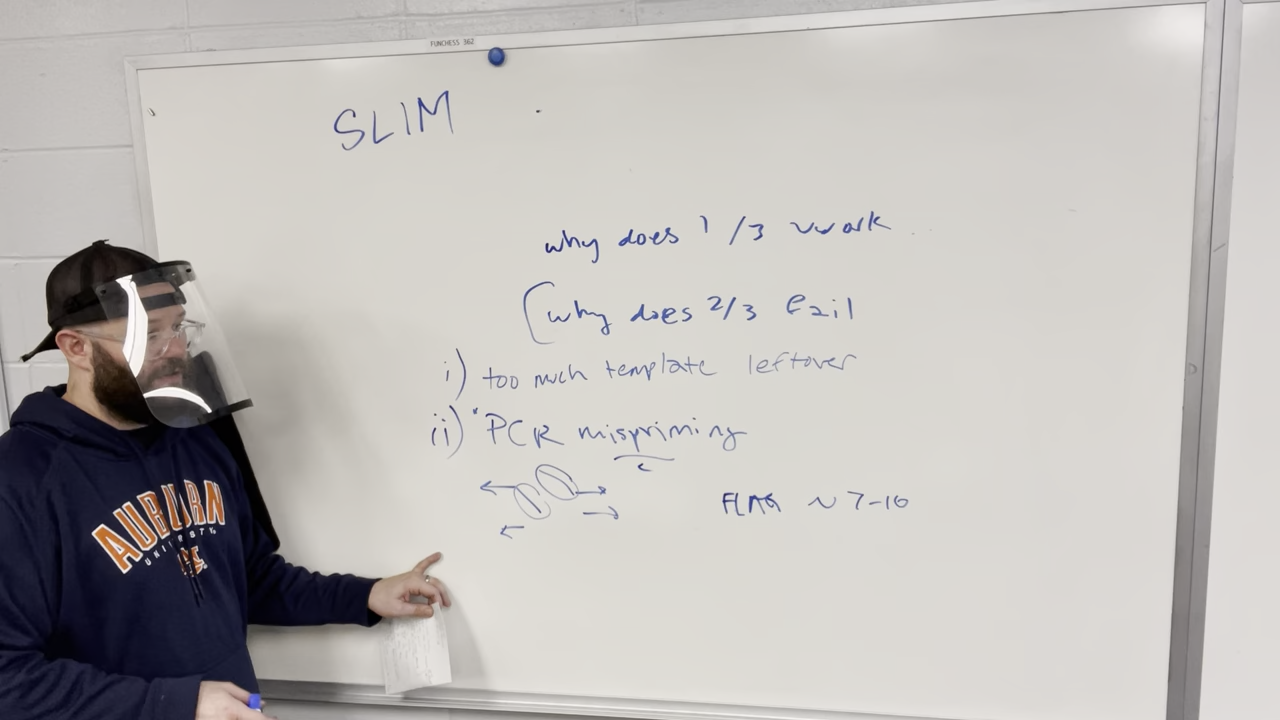 FUNCHESS 362
SLIM
why does 1/3 work
(why does 2/3 fail
i) too much template leftover
ii) PCR mispriming
FLAG ~ 7-10
AUBURN
UNIVERSITY